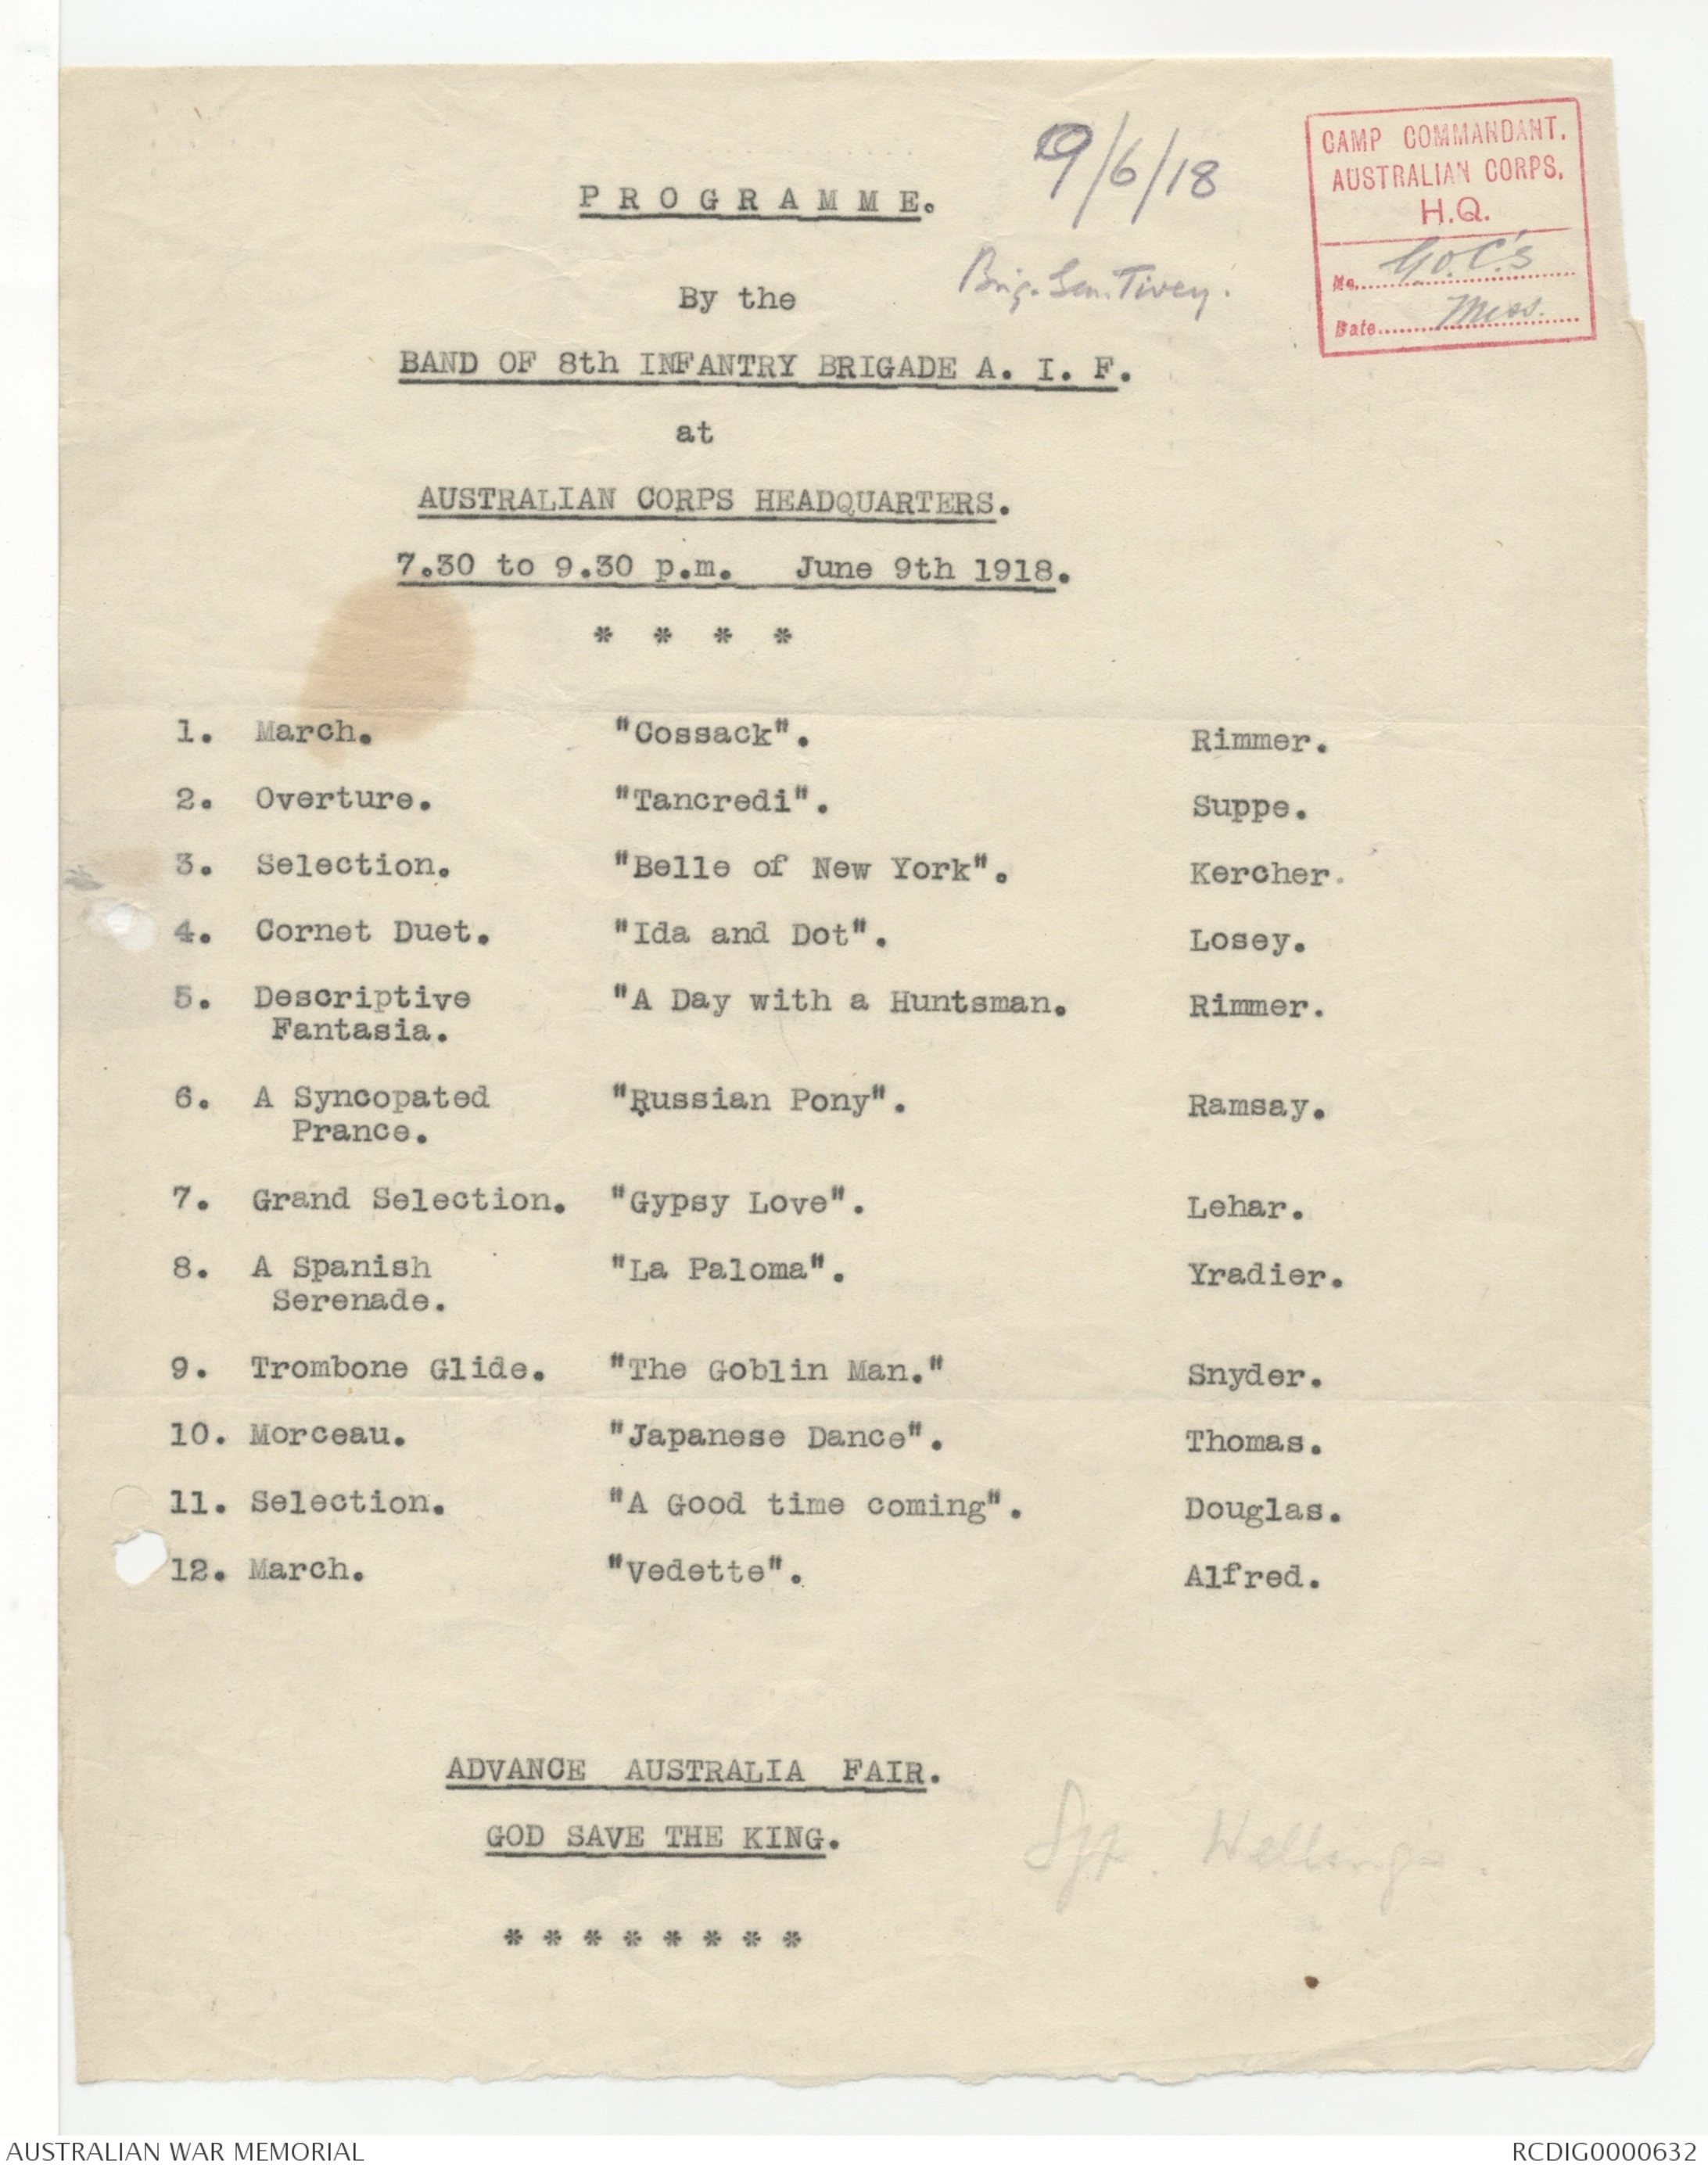 9/6/18
CAMP COMMANDANT.
AUSTRALIAN CORPS.
H.Q.
No. G.O.C's
Date Mess.
PROGRAMME.
Brig. Gen. Tivey.
By the
BAND OF 8th INFANTRY BRIGADE A. I. F.
at
AUSTRALIAN CORPS HEADQUARTERS.
7.30 to 9.30 p.m. June 9th 1918.
* * * *
1. March. "Cossack". Rimmer.
2. Overture. "Tancredi". Suppe.
3. Selection. "Belle of New York". Kercher.
4. Cornet Duet. "Ida and Dot". Losey.
5. Descriptive "A Day with a Huntsman. Rimmer.
Fantasia.
6. A Syncopated "Russian Pony". Ramsay.
Prance.
7. Grand Selection. "Gypsy Love". Lehar.
8. A Spanish "La Paloma". Yradier.
Serenade.
9. Trombone Glide. "The Goblin Man." Snyder.
10. Morceau. "Japanese Dance". Thomas.
11. Selection. "A Good time coming". Douglas.
12. March. "Vedette". Alfred.
ADVANCE AUSTRALIA FAIR.
GOD SAVE THE KING.
Sgt.
* * * * * * * *
AUSTRALIAN WAR MEMORIAL
RCDIG0000632